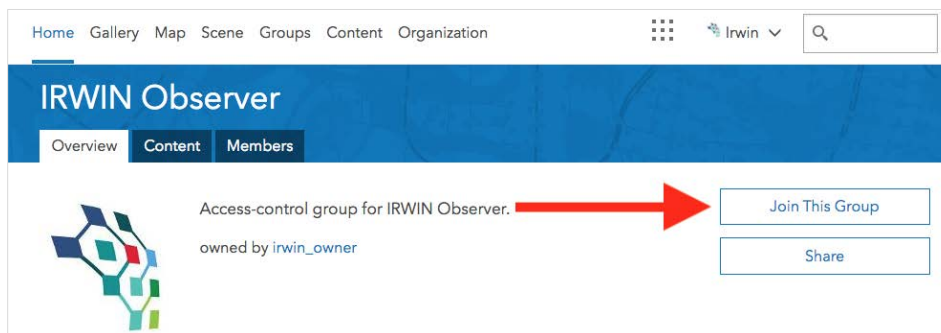 Home Gallery Map Scene Groups Content Organization Irwin
IRWIN Observer
Overview Content Members
Access-control group for IRWIN Observer.
Join This Group
owned by irwin_owner
Share